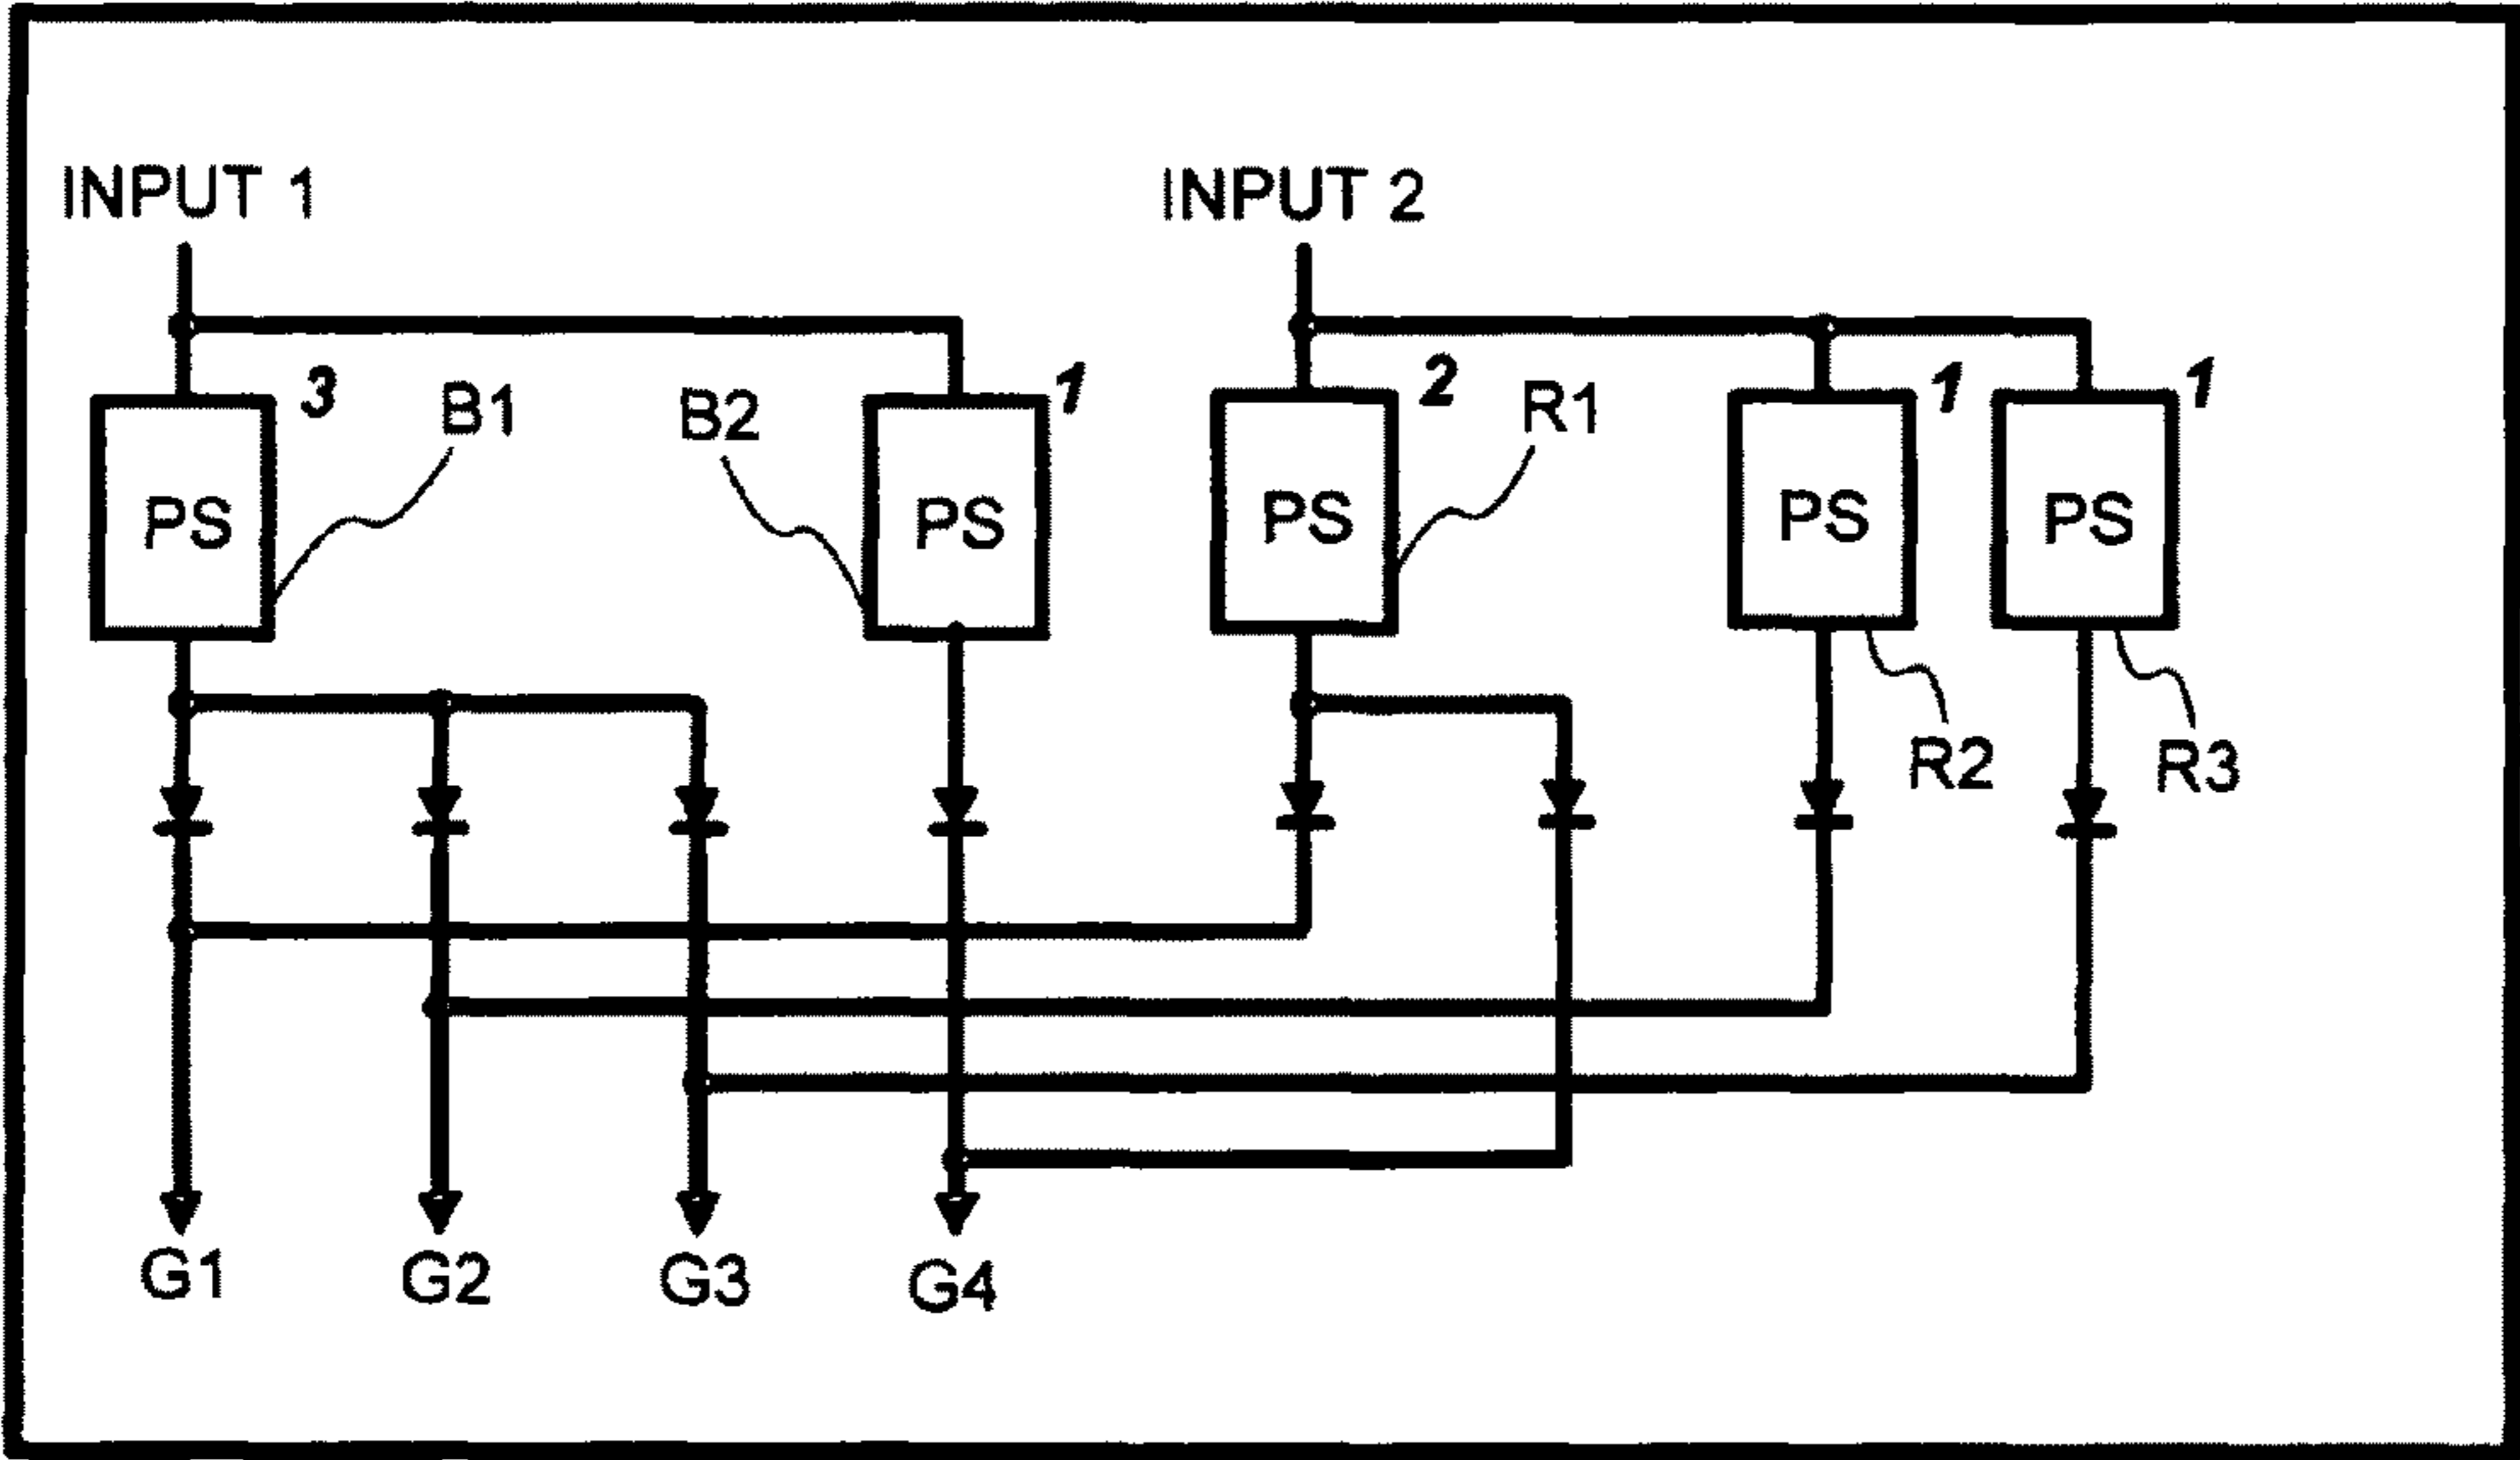 INPUT 1 INPUT 2
3 B1 B2 1 2 R1 1 1
PS PS PS PS PS
R2 R3
G1 G2 G3 G4